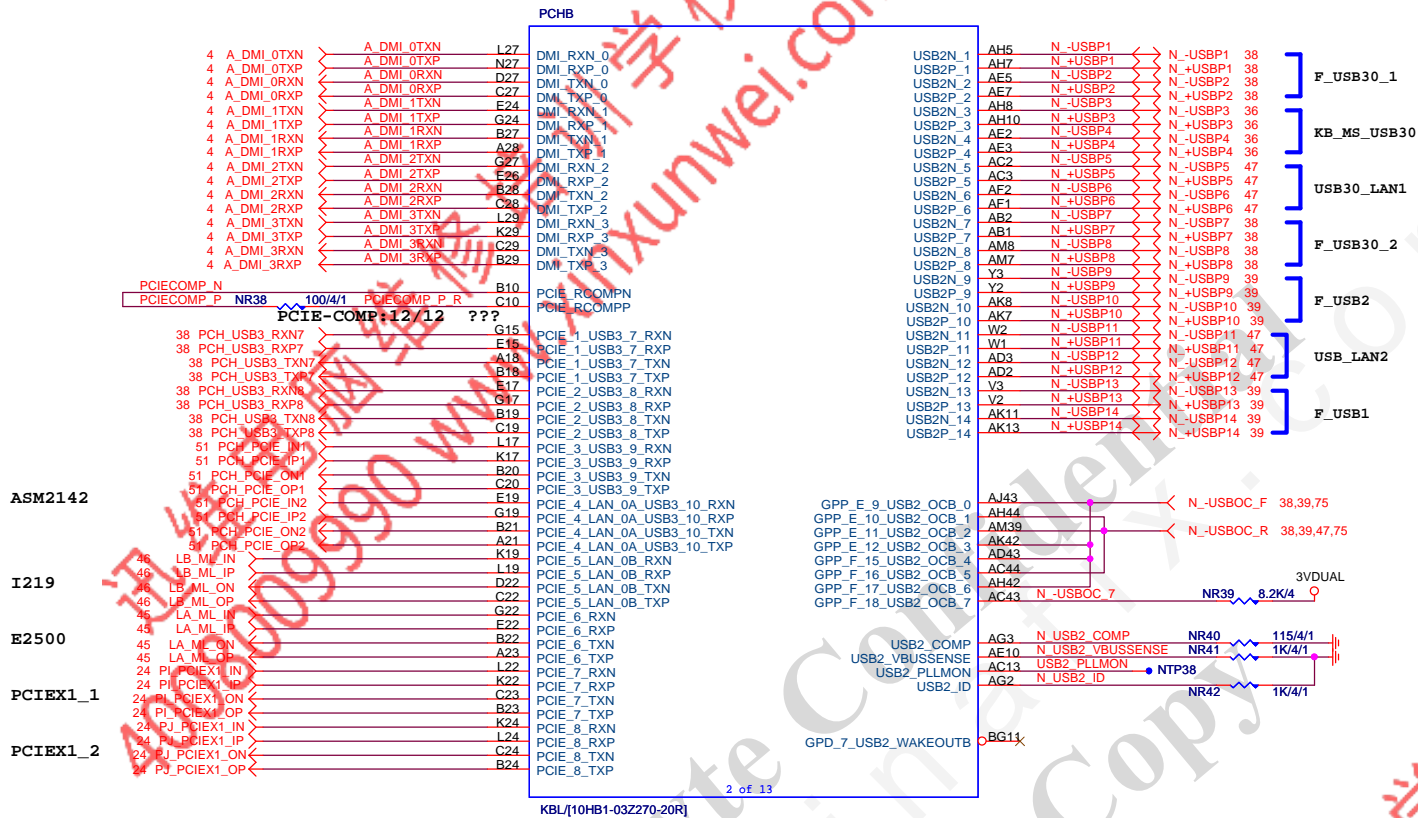 PCHB
4 A_DMI_0TXN A_DMI_0TXN L27 DMI_RXN_0
4 A_DMI_0TXP A_DMI_0TXP N27 DMI_RXP_0
4 A_DMI_0RXN A_DMI_0RXN D27 DMI_TXN_0
4 A_DMI_0RXP A_DMI_0RXP C27 DMI_TXP_0
4 A_DMI_1TXN A_DMI_1TXN E24 DMI_RXN_1
4 A_DMI_1TXP A_DMI_1TXP G24 DMI_RXP_1
4 A_DMI_1RXN A_DMI_1RXN B27 DMI_TXN_1
4 A_DMI_1RXP A_DMI_1RXP A28 DMI_TXP_1
4 A_DMI_2TXN A_DMI_2TXN G27 DMI_RXN_2
4 A_DMI_2TXP A_DMI_2TXP E26 DMI_RXP_2
4 A_DMI_2RXN A_DMI_2RXN B28 DMI_TXN_2
4 A_DMI_2RXP A_DMI_2RXP C28 DMI_TXP_2
4 A_DMI_3TXN A_DMI_3TXN L29 DMI_RXN_3
4 A_DMI_3TXP A_DMI_3TXP K29 DMI_RXP_3
4 A_DMI_3RXN A_DMI_3RXN C29 DMI_TXN_3
4 A_DMI_3RXP A_DMI_3RXP B29 DMI_TXP_3
PCIECOMP_N B10 PCIE_RCOMPN
PCIECOMP_P NR38 100/4/1 PCIECOMP_P_R C10 PCIE_RCOMPP
PCIE-COMP:12/12 ???
38 PCH_USB3_RXN7 G15 PCIE_1_USB3_7_RXN
38 PCH_USB3_RXP7 E15 PCIE_1_USB3_7_RXP
38 PCH_USB3_TXN7 A18 PCIE_1_USB3_7_TXN
38 PCH_USB3_TXP7 B18 PCIE_1_USB3_7_TXP
38 PCH_USB3_RXN8 E17 PCIE_2_USB3_8_RXN
38 PCH_USB3_RXP8 G17 PCIE_2_USB3_8_RXP
38 PCH_USB3_TXN8 B19 PCIE_2_USB3_8_TXN
38 PCH_USB3_TXP8 C19 PCIE_2_USB3_8_TXP
51 PCH_PCIE_IN1 L17 PCIE_3_USB3_9_RXN
51 PCH_PCIE_IP1 K17 PCIE_3_USB3_9_RXP
51 PCH_PCIE_ON1 B20 PCIE_3_USB3_9_TXN
51 PCH_PCIE_OP1 C20 PCIE_3_USB3_9_TXP
ASM2142
51 PCH_PCIE_IN2 E19 PCIE_4_LAN_0A_USB3_10_RXN
51 PCH_PCIE_IP2 G19 PCIE_4_LAN_0A_USB3_10_RXP
51 PCH_PCIE_ON2 B21 PCIE_4_LAN_0A_USB3_10_TXN
51 PCH_PCIE_OP2 A21 PCIE_4_LAN_0A_USB3_10_TXP
46 LB_ML_IN K19 PCIE_5_LAN_0B_RXN
46 LB_ML_IP L19 PCIE_5_LAN_0B_RXP
I219
46 LB_ML_ON D22 PCIE_5_LAN_0B_TXN
46 LB_ML_OP C22 PCIE_5_LAN_0B_TXP
45 LA_ML_IN G22 PCIE_6_RXN
45 LA_ML_IP E22 PCIE_6_RXP
E2500
45 LA_ML_ON B22 PCIE_6_TXN
45 LA_ML_OP A23 PCIE_6_TXP
24 PI_PCIEX1_IN L22 PCIE_7_RXN
24 PI_PCIEX1_IP K22 PCIE_7_RXP
PCIEX1_1
24 PI_PCIEX1_ON C23 PCIE_7_TXN
24 PI_PCIEX1_OP B23 PCIE_7_TXP
24 PJ_PCIEX1_IN K24 PCIE_8_RXN
24 PJ_PCIEX1_IP L24 PCIE_8_RXP
PCIEX1_2
24 PJ_PCIEX1_ON C24 PCIE_8_TXN
24 PJ_PCIEX1_OP B24 PCIE_8_TXP
USB2N_1 AH5 N_-USBP1 N_-USBP1 38
USB2P_1 AH7 N_+USBP1 N_+USBP1 38
USB2N_2 AE5 N_-USBP2 N_-USBP2 38
USB2P_2 AE7 N_+USBP2 N_+USBP2 38
F_USB30_1
USB2N_3 AH8 N_-USBP3 N_-USBP3 36
USB2P_3 AH10 N_+USBP3 N_+USBP3 36
USB2N_4 AE2 N_-USBP4 N_-USBP4 36
USB2P_4 AE3 N_+USBP4 N_+USBP4 36
KB_MS_USB30
USB2N_5 AC2 N_-USBP5 N_-USBP5 47
USB2P_5 AC3 N_+USBP5 N_+USBP5 47
USB2N_6 AF2 N_-USBP6 N_-USBP6 47
USB2P_6 AF1 N_+USBP6 N_+USBP6 47
USB30_LAN1
USB2N_7 AB2 N_-USBP7 N_-USBP7 38
USB2P_7 AB1 N_+USBP7 N_+USBP7 38
USB2N_8 AM8 N_-USBP8 N_-USBP8 38
USB2P_8 AM7 N_+USBP8 N_+USBP8 38
F_USB30_2
USB2N_9 Y3 N_-USBP9 N_-USBP9 39
USB2P_9 Y2 N_+USBP9 N_+USBP9 39
USB2N_10 AK8 N_-USBP10 N_-USBP10 39
USB2P_10 AK7 N_+USBP10 N_+USBP10 39
F_USB2
USB2N_11 W2 N_-USBP11 N_-USBP11 47
USB2P_11 W1 N_+USBP11 N_+USBP11 47
USB2N_12 AD3 N_-USBP12 N_-USBP12 47
USB2P_12 AD2 N_+USBP12 N_+USBP12 47
USB_LAN2
USB2N_13 V3 N_-USBP13 N_-USBP13 39
USB2P_13 V2 N_+USBP13 N_+USBP13 39
USB2N_14 AK11 N_-USBP14 N_-USBP14 39
USB2P_14 AK13 N_+USBP14 N_+USBP14 39
F_USB1
GPP_E_9_USB2_OCB_0 AJ43 N_-USBOC_F 38,39,75
GPP_E_10_USB2_OCB_1 AH44
GPP_E_11_USB2_OCB_2 AM39 N_-USBOC_R 38,39,47,75
GPP_E_12_USB2_OCB_3 AK42
GPP_F_15_USB2_OCB_4 AD43
GPP_F_16_USB2_OCB_5 AC44
GPP_F_17_USB2_OCB_6 AH42
GPP_F_18_USB2_OCB_7 AC43 N_-USBOC_7 NR39 8.2K/4 3VDUAL
USB2_COMP AG3 N_USB2_COMP NR40 115/4/1
USB2_VBUSSENSE AE10 N_USB2_VBUSSENSE NR41 1K/4/1
USB2_PLLMON AC13 USB2_PLLMON NTP38
USB2_ID AG2 N_USB2_ID NR42 1K/4/1
GPD_7_USB2_WAKEOUTB BG11
2 of 13
KBL/[10HB1-03Z270-20R]
迅维电脑维修培训学
4008009990 www.xinxunwei.co
Confidential
Copy